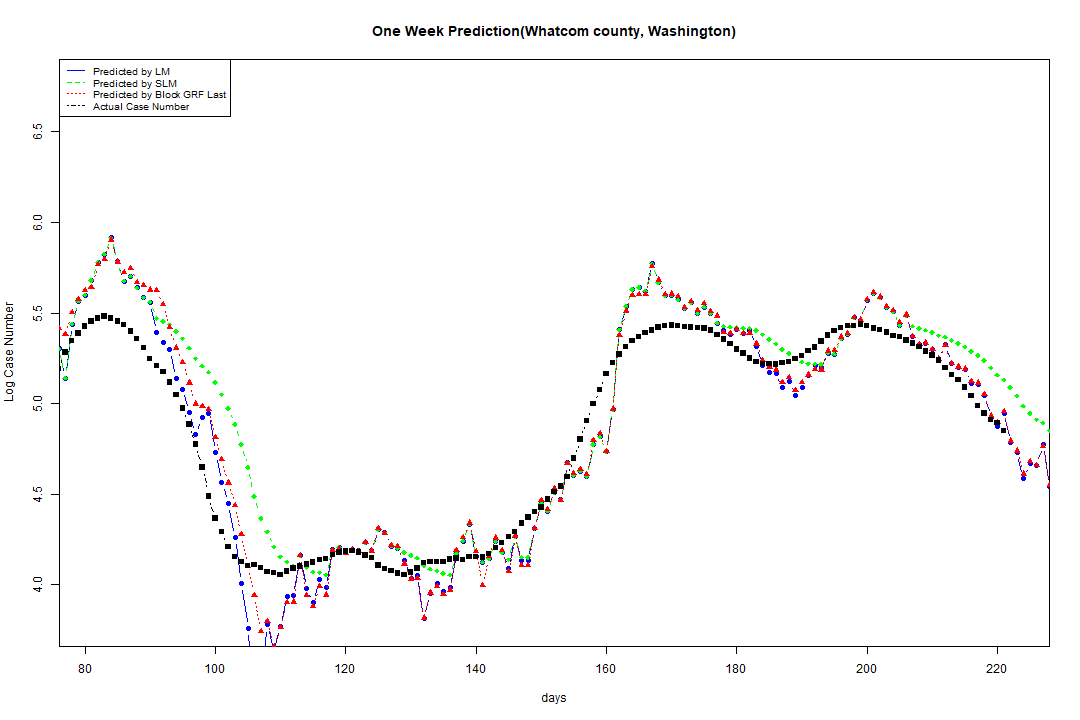 One Week Prediction(Whatcom county, Washington)
Predicted by LM
Predicted by SLM
Predicted by Block GRF Last
Actual Case Number
Log Case Number
6.5
6.0
5.5
5.0
4.5
4.0
80 100 120 140 160 180 200 220
days